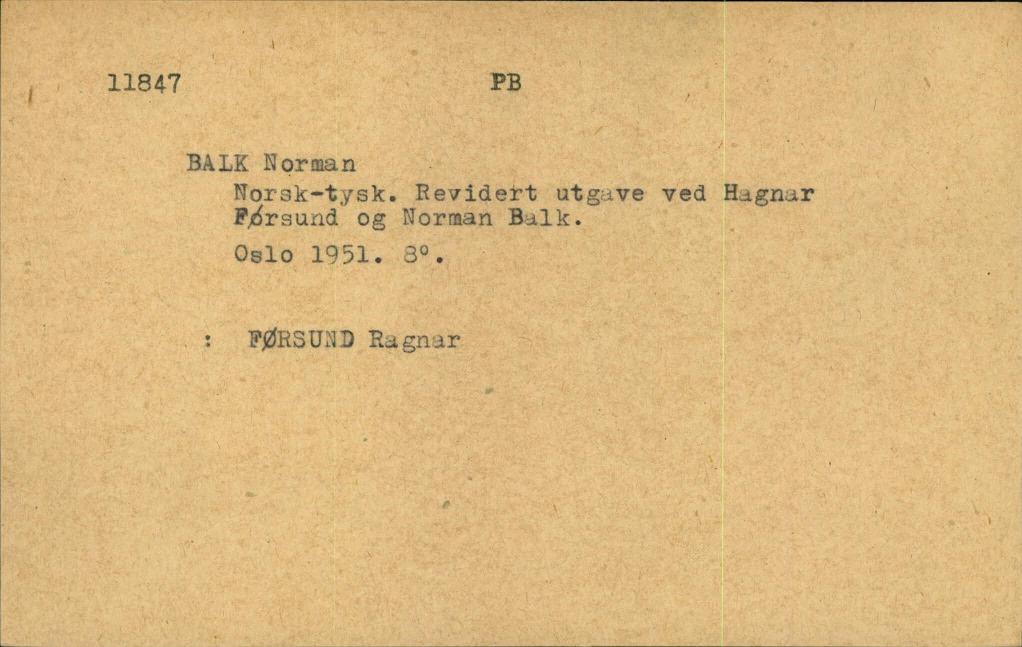 11847 PB
BALK Norman
Norsk-tysk. Revidert utgave ved Hagnar
Førsund og Norman Balk.
Oslo 1951. 8°.
: FØRSUND Ragnar